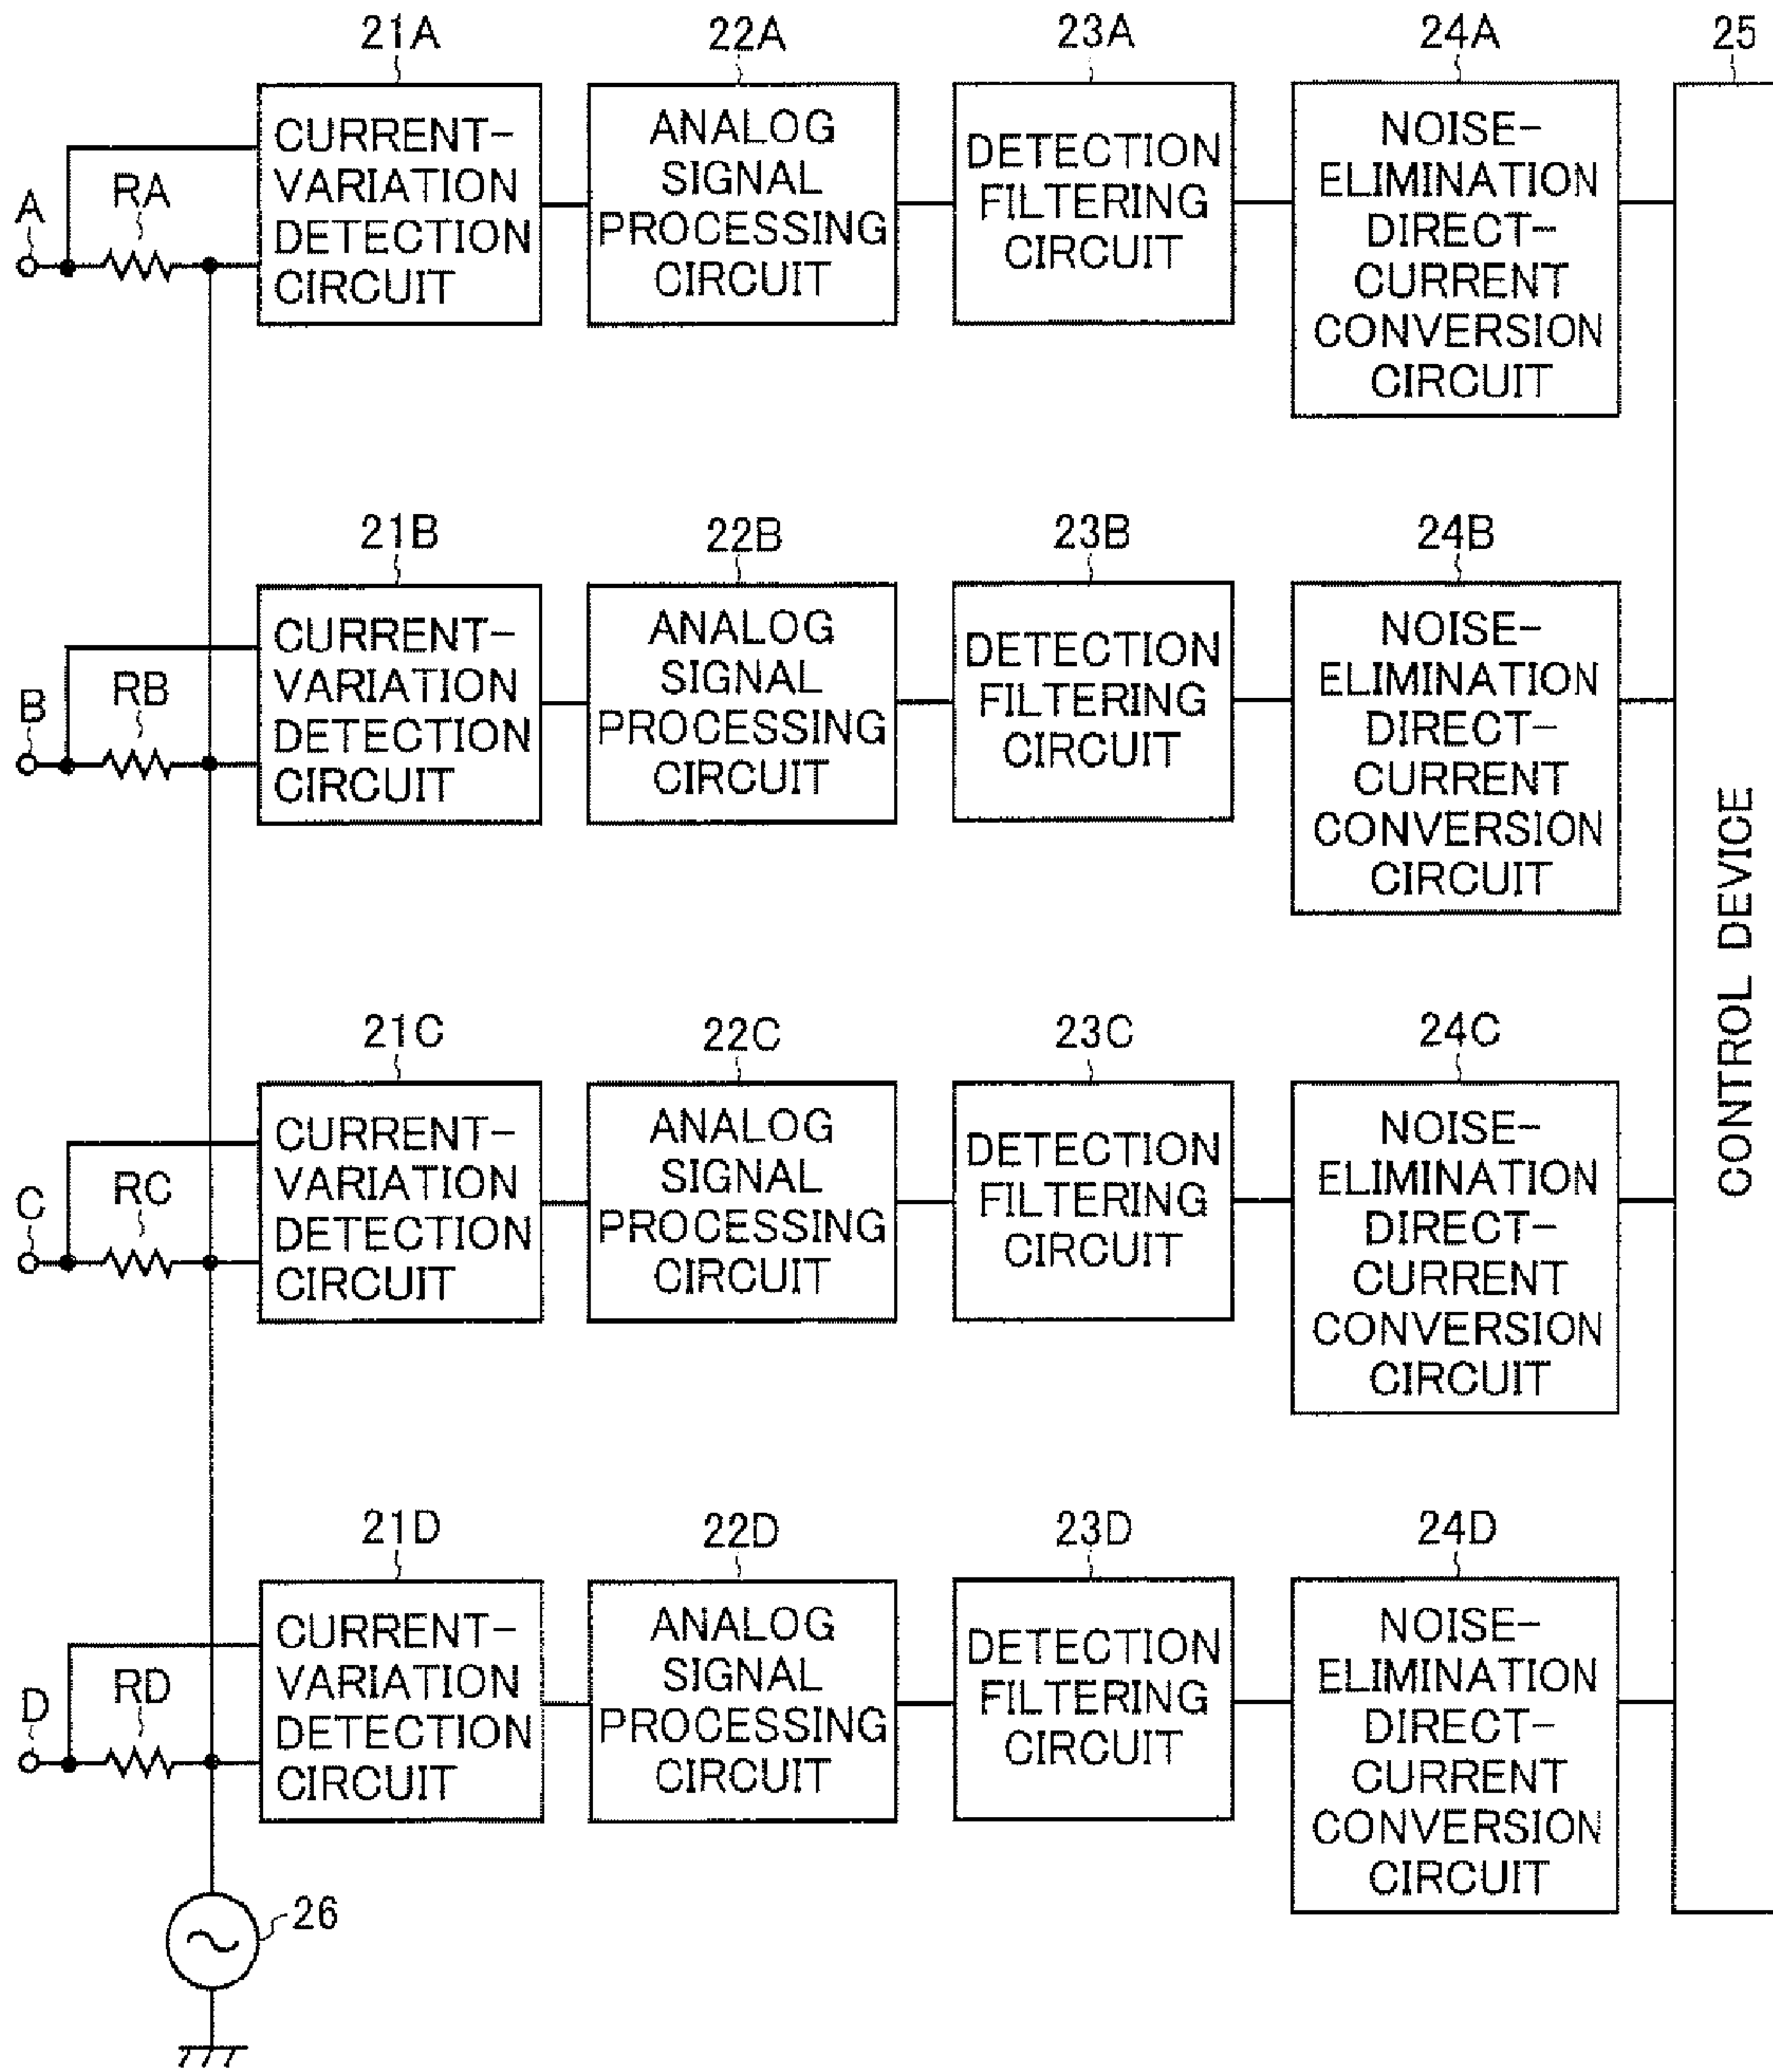 21A
22A
23A
24A
25
CURRENT-
VARIATION
DETECTION
CIRCUIT
ANALOG
SIGNAL
PROCESSING
CIRCUIT
DETECTION
FILTERING
CIRCUIT
NOISE-
ELIMINATION
DIRECT-
CURRENT
CONVERSION
CIRCUIT
A
RA
21B
22B
23B
24B
CURRENT-
VARIATION
DETECTION
CIRCUIT
ANALOG
SIGNAL
PROCESSING
CIRCUIT
DETECTION
FILTERING
CIRCUIT
NOISE-
ELIMINATION
DIRECT-
CURRENT
CONVERSION
CIRCUIT
B
RB
CONTROL DEVICE
21C
22C
23C
24C
CURRENT-
VARIATION
DETECTION
CIRCUIT
ANALOG
SIGNAL
PROCESSING
CIRCUIT
DETECTION
FILTERING
CIRCUIT
NOISE-
ELIMINATION
DIRECT-
CURRENT
CONVERSION
CIRCUIT
C
RC
21D
22D
23D
24D
CURRENT-
VARIATION
DETECTION
CIRCUIT
ANALOG
SIGNAL
PROCESSING
CIRCUIT
DETECTION
FILTERING
CIRCUIT
NOISE-
ELIMINATION
DIRECT-
CURRENT
CONVERSION
CIRCUIT
D
RD
26